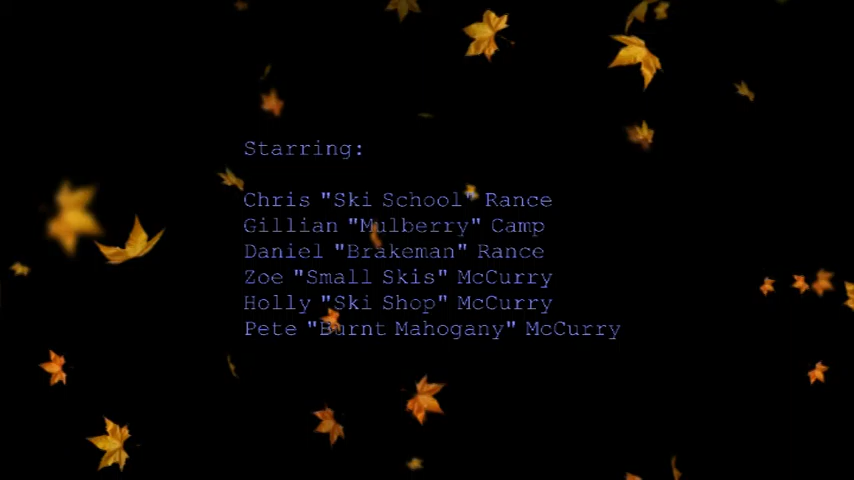 Starring:
Chris "Ski School" Rance
Gillian "Mulberry" Camp
Daniel "Brakeman" Rance
Zoe "Small Skis" McCurry
Holly "Ski Shop" McCurry
Pete "Burnt Mahogany" McCurry